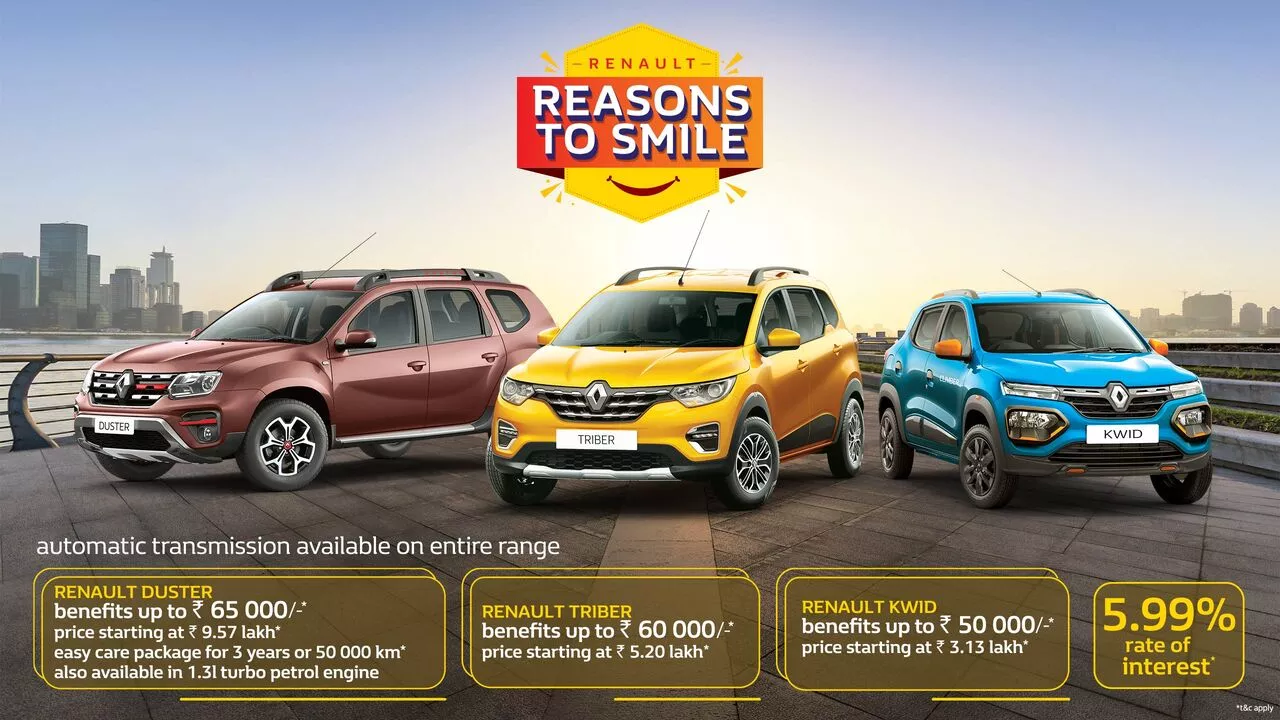 RENAULT
REASONS
TO SMILE
DUSTER
TRIBER
CLIMBER
KWID
automatic transmission available on entire range
RENAULT DUSTER
benefits up to ₹ 65 000/-*
price starting at ₹ 9.57 lakh*
easy care package for 3 years or 50 000 km*
also available in 1.3l turbo petrol engine
RENAULT TRIBER
benefits up to ₹ 60 000/-*
price starting at ₹ 5.20 lakh*
RENAULT KWID
benefits up to ₹ 50 000/-*
price starting at ₹ 3.13 lakh*
5.99%
rate of
interest*
*t&c apply